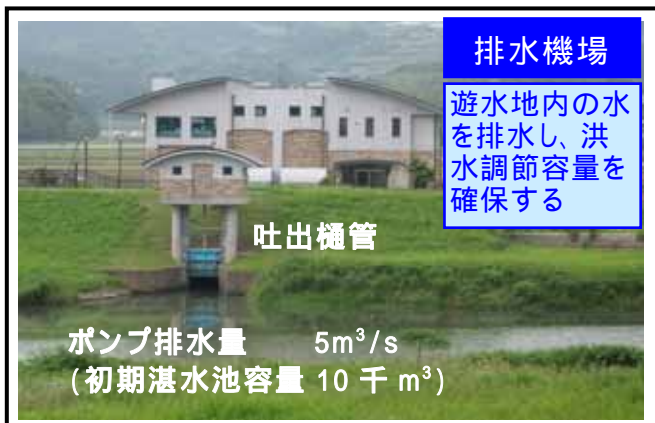 排水機場
遊水地内の水
を排水し、洪
水調節容量を
確保する
吐出樋管
ポンプ排水量 5m³/s
(初期湛水池容量 10 千 m³)